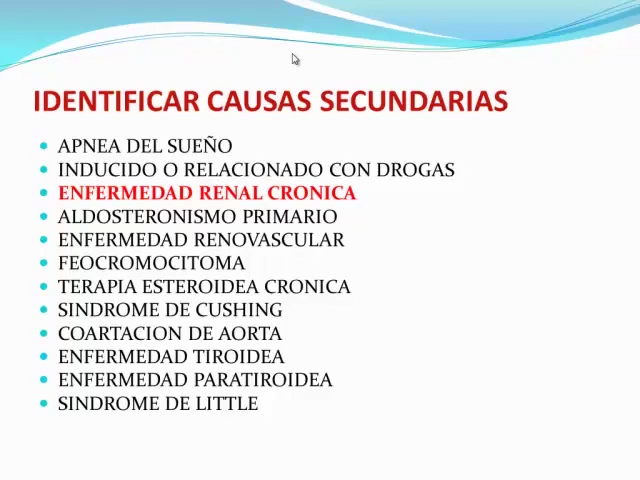 IDENTIFICAR CAUSAS SECUNDARIAS
APNEA DEL SUEÑO
INDUCIDO O RELACIONADO CON DROGAS
ENFERMEDAD RENAL CRONICA
ALDOSTERONISMO PRIMARIO
ENFERMEDAD RENOVASCULAR
FEOCROMOCITOMA
TERAPIA ESTEROIDEA CRONICA
SINDROME DE CUSHING
COARTACION DE AORTA
ENFERMEDAD TIROIDEA
ENFERMEDAD PARATIROIDEA
SINDROME DE LITTLE